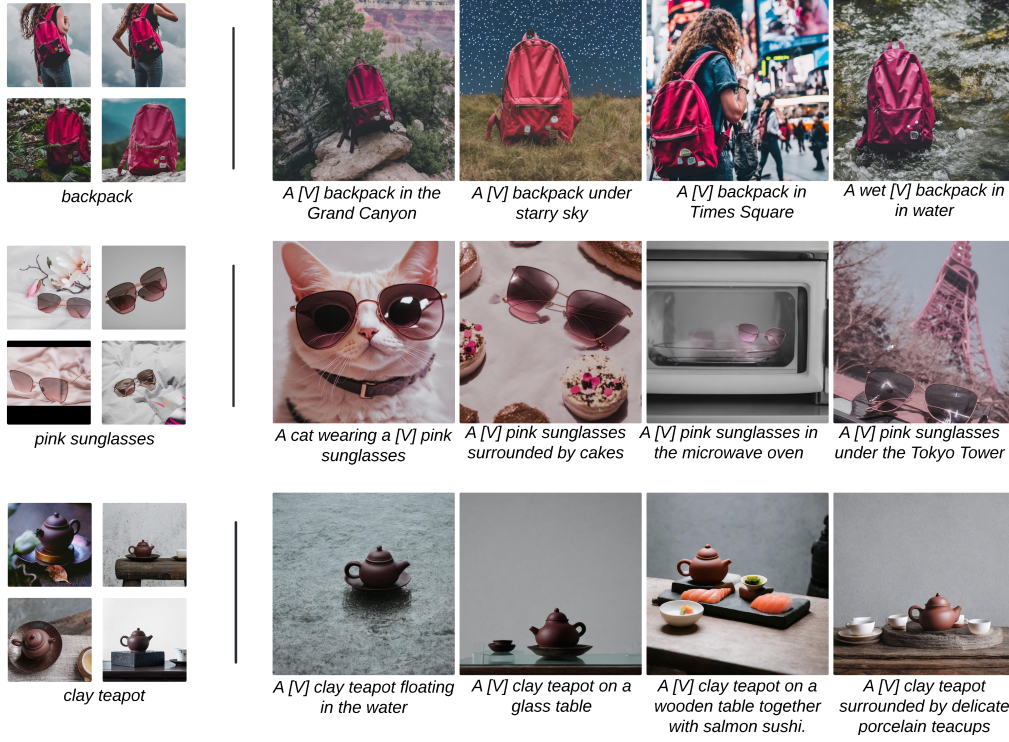 backpack
A [V] backpack in the
Grand Canyon
A [V] backpack under
starry sky
A [V] backpack in
Times Square
A wet [V] backpack in
in water
pink sunglasses
A cat wearing a [V] pink
sunglasses
A [V] pink sunglasses
surrounded by cakes
A [V] pink sunglasses in
the microwave oven
A [V] pink sunglasses
under the Tokyo Tower
clay teapot
A [V] clay teapot floating
in the water
A [V] clay teapot on a
glass table
A [V] clay teapot on a
wooden table together
with salmon sushi.
A [V] clay teapot
surrounded by delicate
porcelain teacups